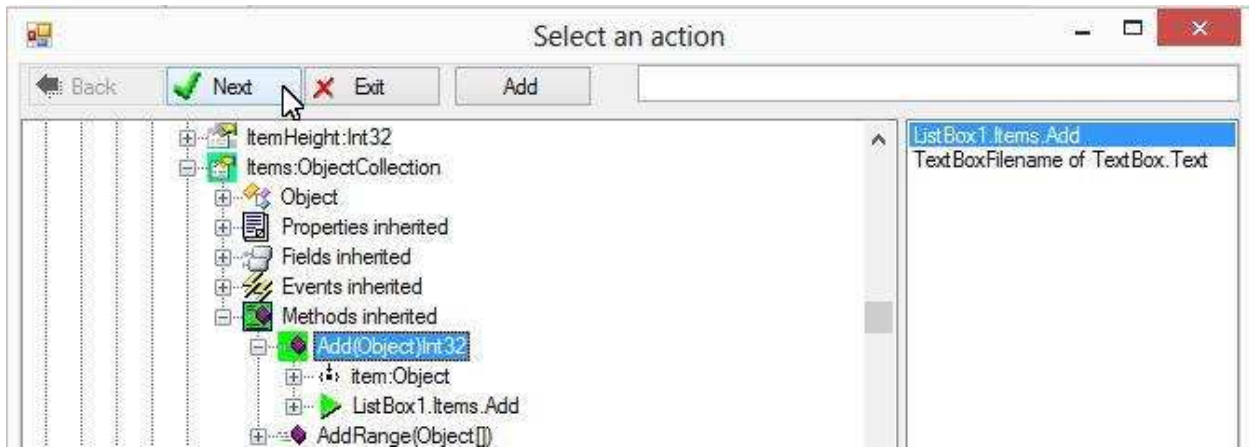 Select an action
Back Next Exit Add
ItemHeight:Int32
Items:ObjectCollection
Object
Properties inherited
Fields inherited
Events inherited
Methods inherited
Add(Object)Int32
item:Object
ListBox1.Items.Add
AddRange(Object[])
ListBox1.Items.Add
TextBoxFilename of TextBox.Text